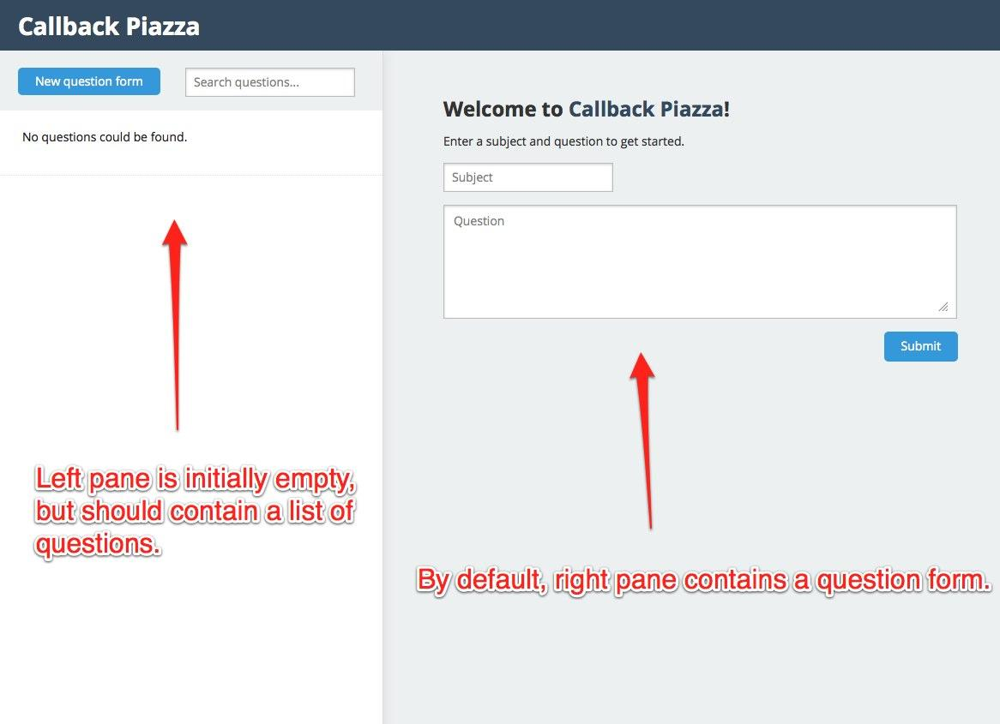 Callback Piazza
New question form
Search questions...
No questions could be found.
Welcome to Callback Piazza!
Enter a subject and question to get started.
Subject
Question
Submit
Left pane is initially empty,
but should contain a list of
questions.
By default, right pane contains a question form.